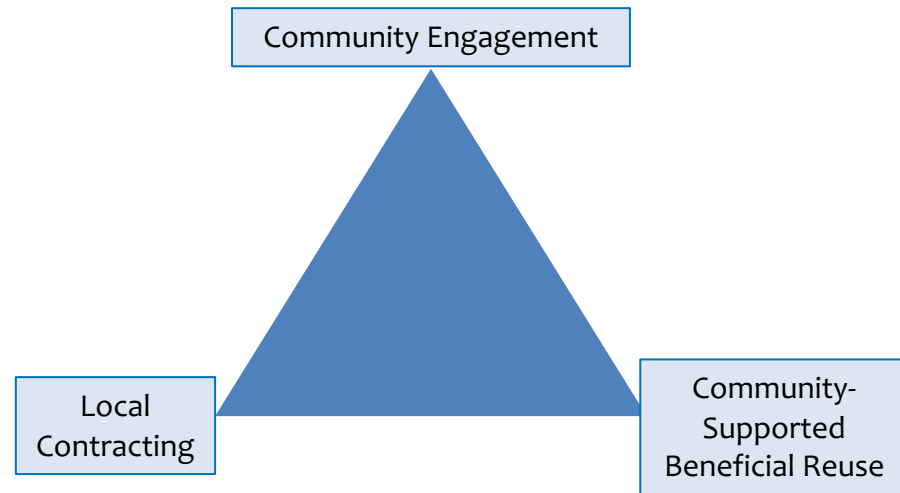 Community Engagement
Local
Contracting
Community-
Supported
Beneficial Reuse